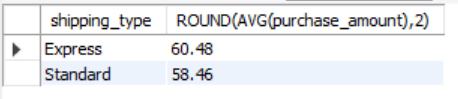 shipping_type ROUND(AVG(purchase_amount),2)
Express 60.48
Standard 58.46